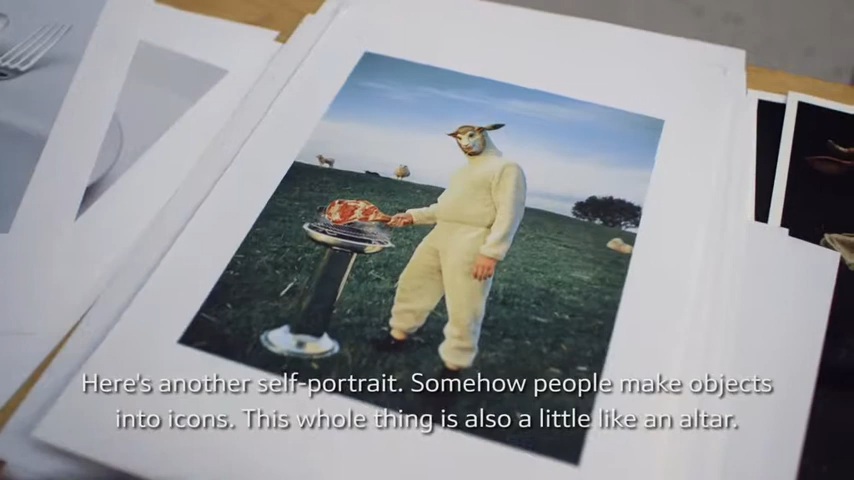 Here's another self-portrait. Somehow people make objects
into icons. This whole thing is also a little like an altar.